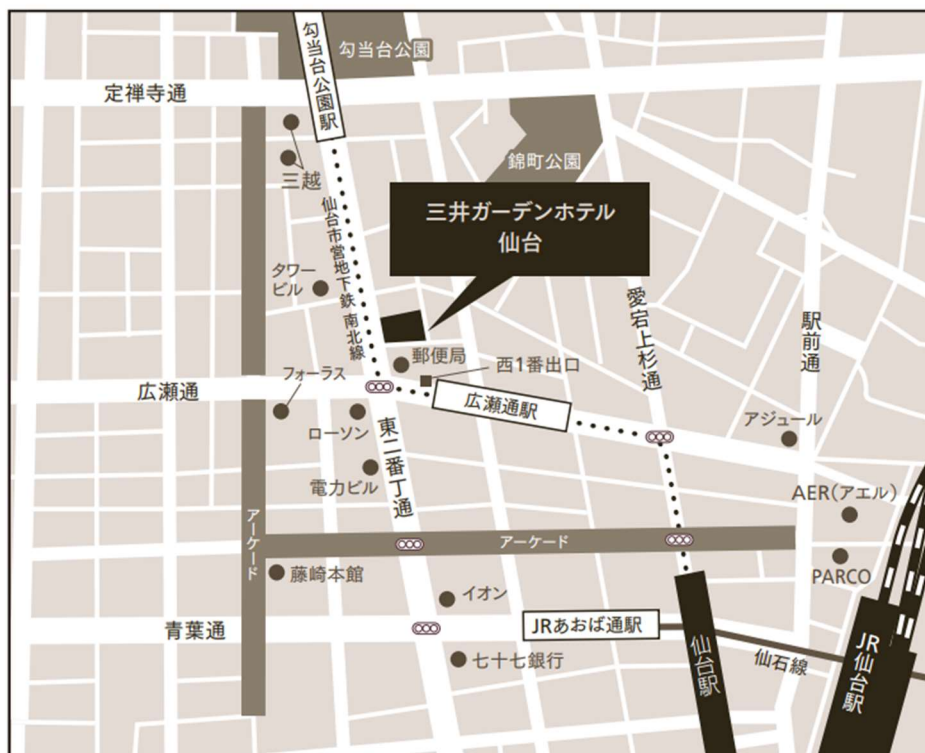 勾当台公園駅
勾当台公園
定禅寺通
錦町公園
三越
三井ガーデンホテル
仙台
仙台市営地下鉄 南北線
タワー
ビル
愛宕上杉通
駅前通
郵便局
西1番出口
フォーラス
広瀬通
広瀬通駅
ローソン
アジュール
東二番丁通
電力ビル
AER(アエル)
アーケード
アーケード
藤崎本館
PARCO
イオン
青葉通
JRあおば通駅
七十七銀行
仙台駅
仙石線
JR仙台駅